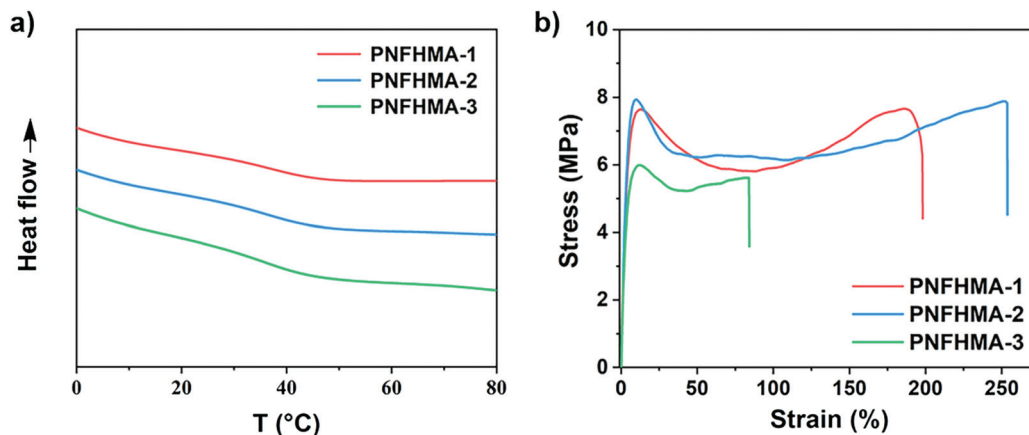 a)
PNFHMA-1
PNFHMA-2
PNFHMA-3
Heat flow →
0 20 40 60 80
T (°C)
b)
10
8
6
4
2
0
Stress (MPa)
PNFHMA-1
PNFHMA-2
PNFHMA-3
0 50 100 150 200 250
Strain (%)